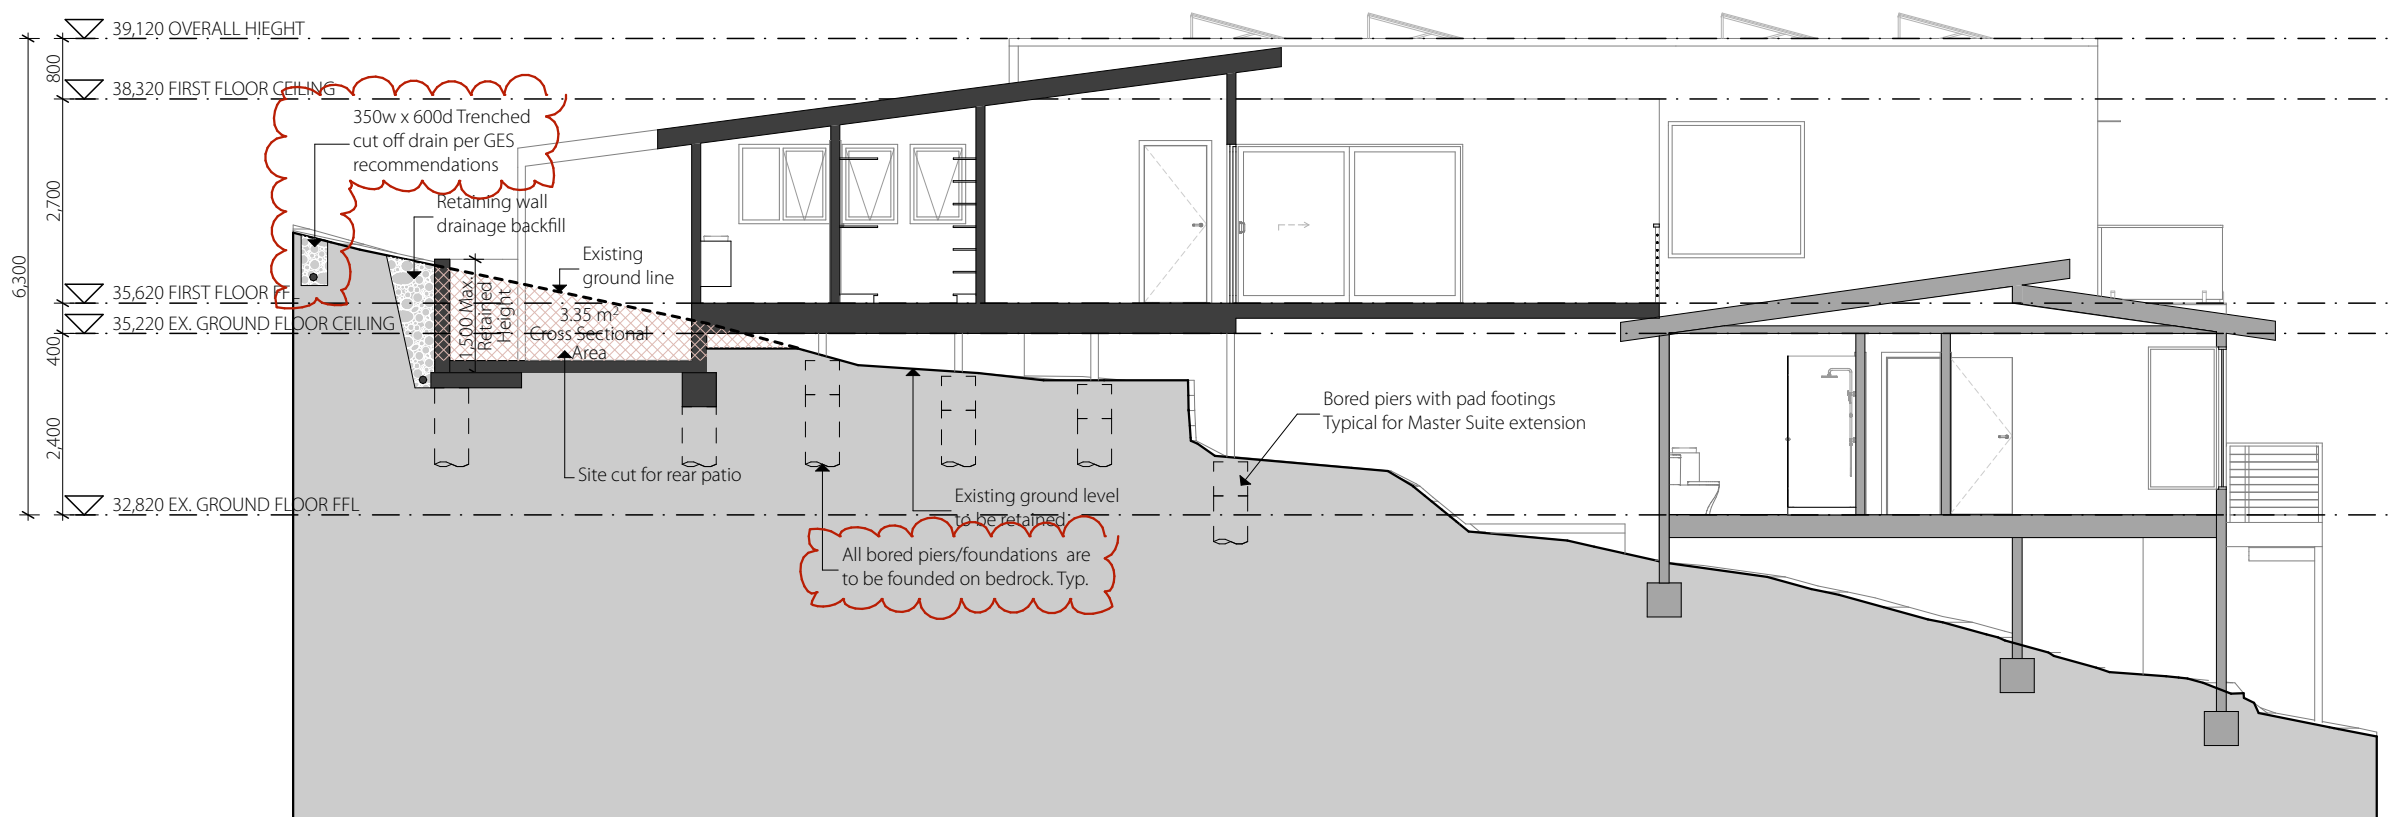 39,120 OVERALL HIEGHT
800
38,320 FIRST FLOOR CEILING
350w x 600d Trenched
cut off drain per GES
recommendations
2,700
Retaining wall
drainage backfill
Existing
ground line
6,300
35,620 FIRST FLOOR FFL
35,220 EX. GROUND FLOOR CEILING
400
1,500 Max.
Retained
Height
3.35 m²
Cross Sectional
Area
2,400
Site cut for rear patio
32,820 EX. GROUND FLOOR FFL
Bored piers with pad footings
Typical for Master Suite extension
Existing ground level
to be retained
All bored piers/foundations are
to be founded on bedrock. Typ.